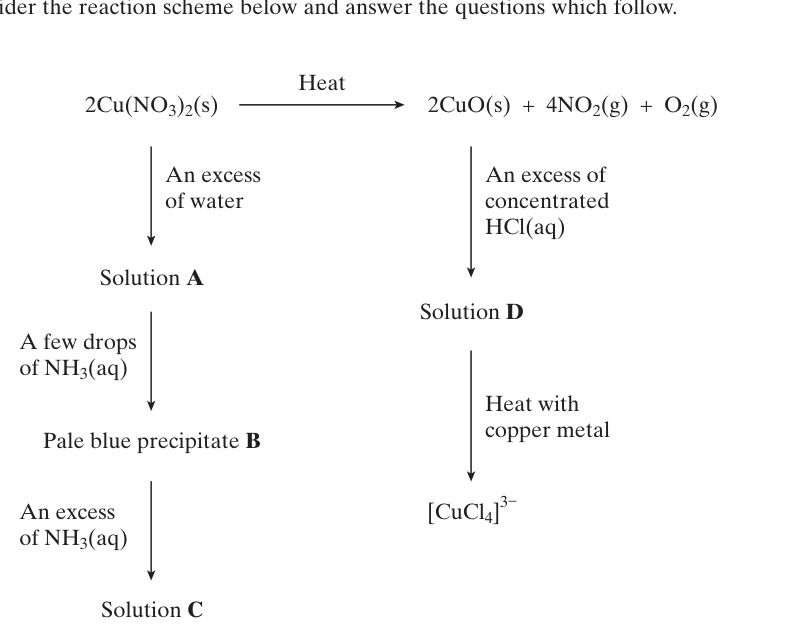 ider the reaction scheme below and answer the questions which follow.
Heat
2Cu(NO₃)₂(s) 2CuO(s) + 4NO₂(g) + O₂(g)
An excess
of water
An excess of
concentrated
HCl(aq)
Solution A
Solution D
A few drops
of NH₃(aq)
Heat with
copper metal
Pale blue precipitate B
An excess
of NH₃(aq)
[CuCl₄]³⁻
Solution C